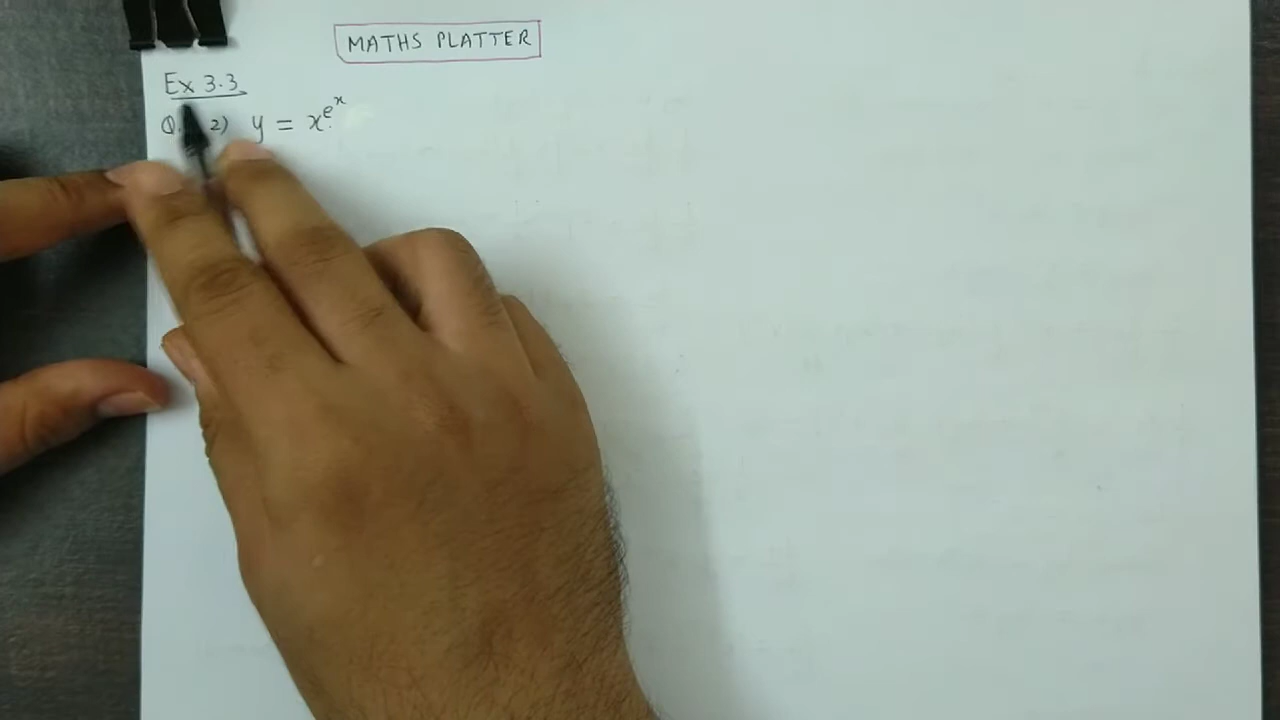 MATHS PLATTER
Ex 3.3
Q. 2) y = x^{e^x}